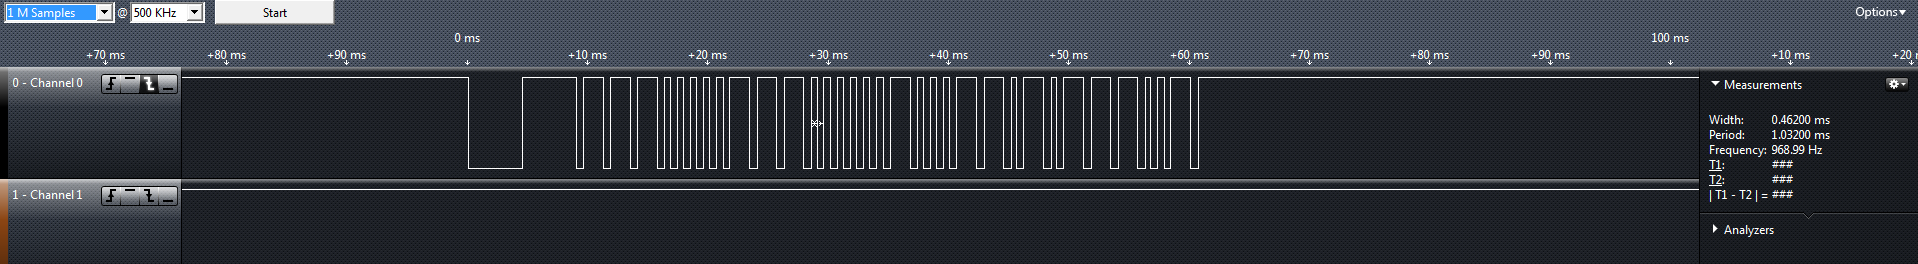 1 M Samples @ 500 KHz Start Options
0 ms 100 ms
+70 ms +80 ms +90 ms +10 ms +20 ms +30 ms +40 ms +50 ms +60 ms +70 ms +80 ms +90 ms +10 ms +20
0 - Channel 0
1 - Channel 1
Measurements
Width: 0.46200 ms
Period: 1.03200 ms
Frequency: 968.99 Hz
T1: ###
T2: ###
| T1 - T2 | = ###
Analyzers